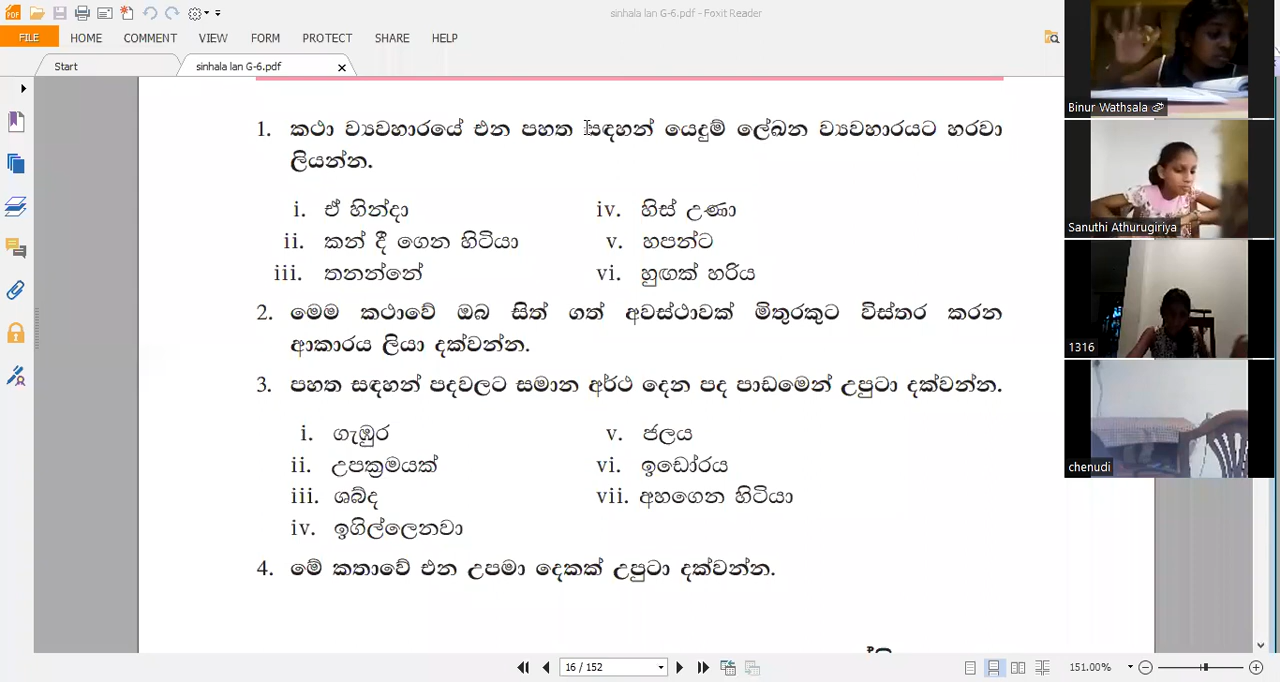 sinhala lan G-6.pdf - Foxit Reader
FILE HOME COMMENT VIEW FORM PROTECT SHARE HELP
Start sinhala lan G-6.pdf
1. කථා ව්‍යවහාරයේ එන පහත සඳහන් යෙදුම් ලේඛන ව්‍යවහාරයට හරවා
ලියන්න.
i. ඒ හින්දා
ii. කන් දී ගෙන හිටියා
iii. තනන්නේ
iv. හිස් උණා
v. හපන්ට
vi. හුඟක් හරිය
2. මෙම කථාවේ ඔබ සිත් ගත් අවස්ථාවක් මිතුරකුට විස්තර කරන
ආකාරය ලියා දක්වන්න.
3. පහත සඳහන් පදවලට සමාන අර්ථ දෙන පද පාඩමෙන් උපුටා දක්වන්න.
i. ගැඹුර
ii. උපක්‍රමයක්
iii. ශබ්ද
iv. ඉගිල්ලෙනවා
v. ජලය
vi. ඉඩෝරය
vii. අහගෙන හිටියා
4. මේ කතාවේ එන උපමා දෙකක් උපුටා දක්වන්න.
Binur Wathsala
Sanuthi Athurugiriya
1316
chenudi
16 / 152
151.00%